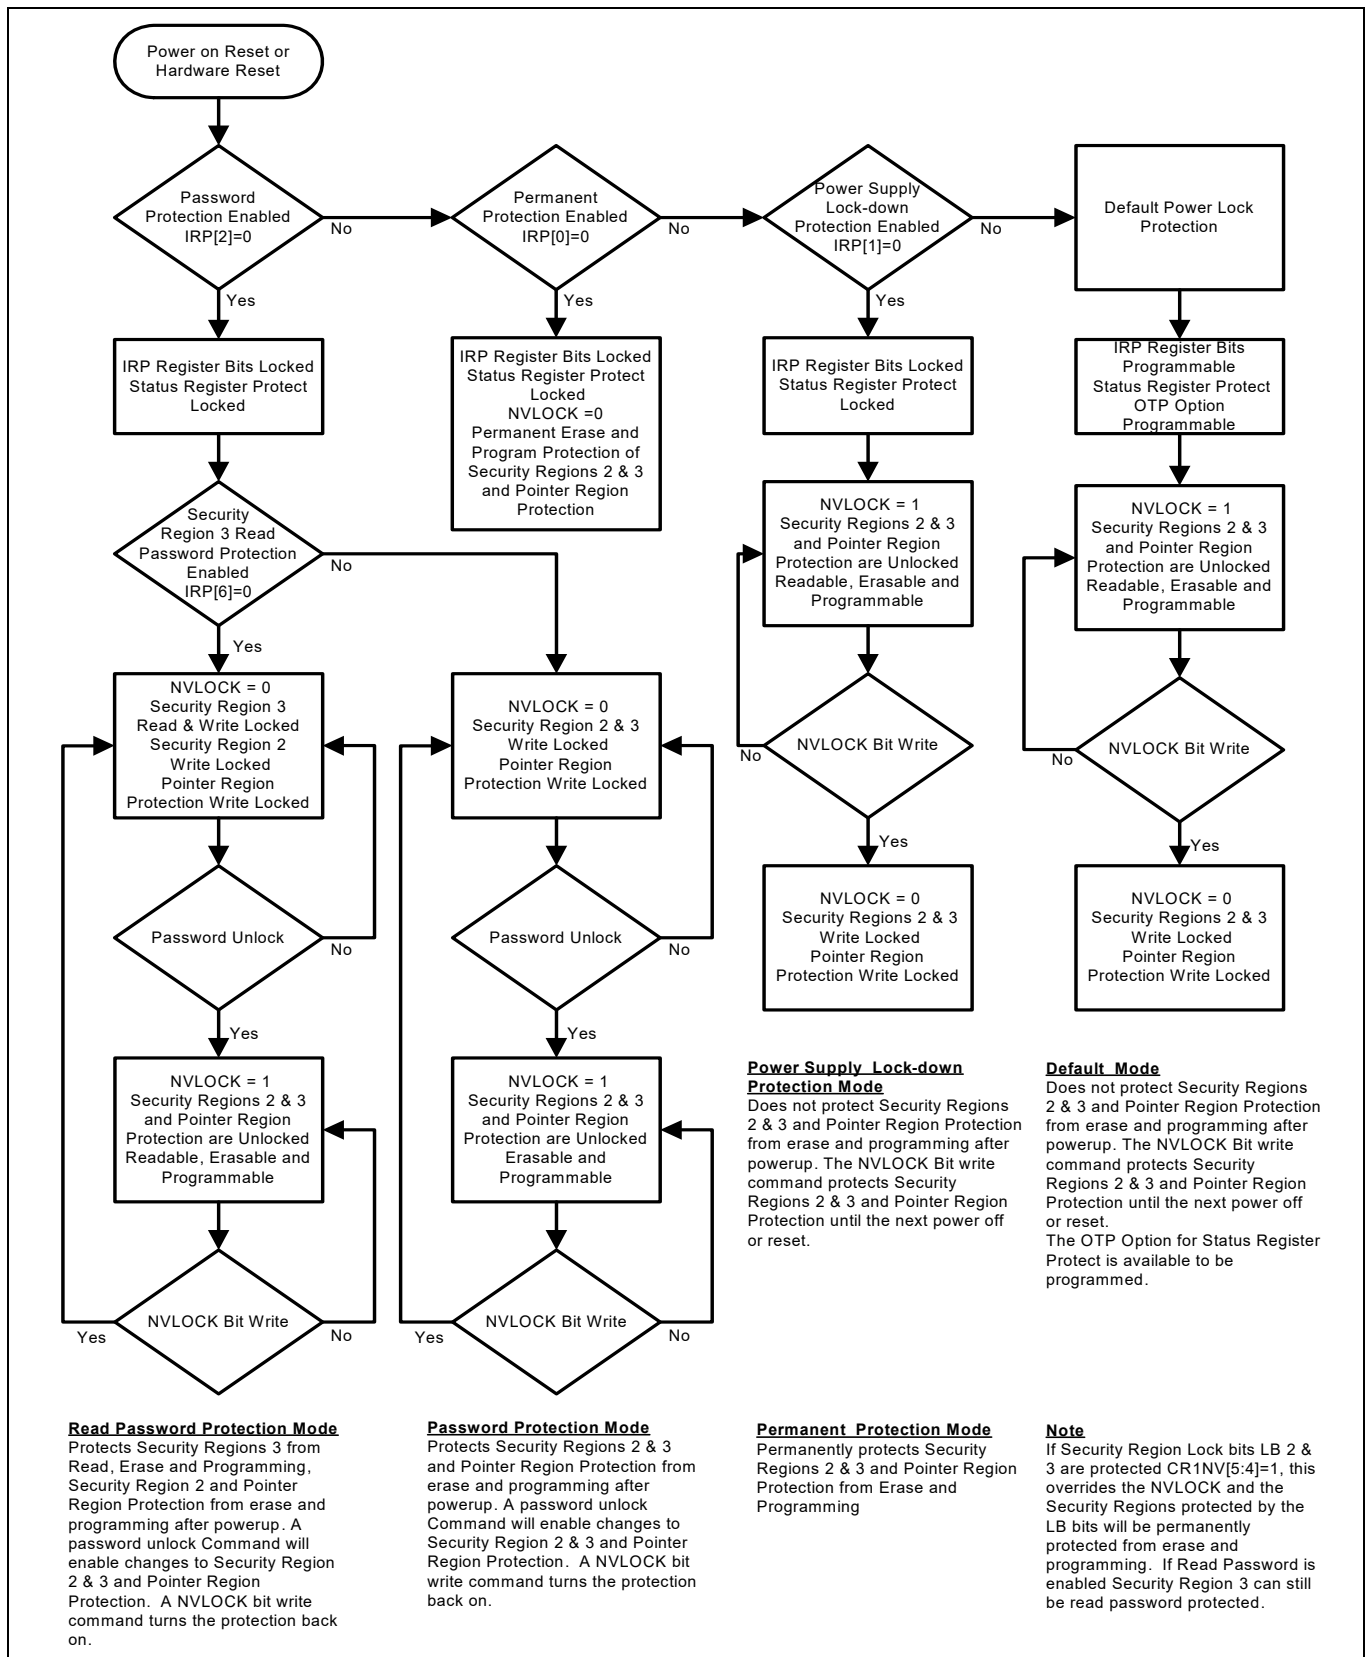 Power on Reset or
Hardware Reset
Password
Protection Enabled
IRP[2]=0
No
Yes
Permanent
Protection Enabled
IRP[0]=0
No
Yes
Power Supply
Lock-down
Protection Enabled
IRP[1]=0
No
Yes
Default Power Lock
Protection
IRP Register Bits Locked
Status Register Protect
Locked
IRP Register Bits Locked
Status Register Protect
Locked
NVLOCK =0
Permanent Erase and
Program Protection of
Security Regions 2 & 3
and Pointer Region
Protection
IRP Register Bits Locked
Status Register Protect
Locked
IRP Register Bits
Programmable
Status Register Protect
OTP Option
Programmable
Security
Region 3 Read
Password Protection
Enabled
IRP[6]=0
No
Yes
NVLOCK = 1
Security Regions 2 & 3
and Pointer Region
Protection are Unlocked
Readable, Erasable and
Programmable
NVLOCK = 1
Security Regions 2 & 3
and Pointer Region
Protection are Unlocked
Readable, Erasable and
Programmable
NVLOCK = 0
Security Region 3
Read & Write Locked
Security Region 2
Write Locked
Pointer Region
Protection Write Locked
NVLOCK = 0
Security Region 2 & 3
Write Locked
Pointer Region
Protection Write Locked
NVLOCK Bit Write
No
Yes
NVLOCK Bit Write
No
Yes
Password Unlock
No
Yes
Password Unlock
No
Yes
NVLOCK = 0
Security Regions 2 & 3
Write Locked
Pointer Region
Protection Write Locked
NVLOCK = 0
Security Regions 2 & 3
Write Locked
Pointer Region
Protection Write Locked
NVLOCK = 1
Security Regions 2 & 3
and Pointer Region
Protection are Unlocked
Readable, Erasable and
Programmable
NVLOCK = 1
Security Regions 2 & 3
and Pointer Region
Protection are Unlocked
Erasable and
Programmable
Power Supply Lock-down
Protection Mode
Does not protect Security Regions
2 & 3 and Pointer Region Protection
from erase and programming after
powerup. The NVLOCK Bit write
command protects Security
Regions 2 & 3 and Pointer Region
Protection until the next power off
or reset.
Default Mode
Does not protect Security Regions
2 & 3 and Pointer Region Protection
from erase and programming after
powerup. The NVLOCK Bit write
command protects Security
Regions 2 & 3 and Pointer Region
Protection until the next power off
or reset.
The OTP Option for Status Register
Protect is available to be
programmed.
NVLOCK Bit Write
Yes
No
NVLOCK Bit Write
Yes
No
Read Password Protection Mode
Protects Security Regions 3 from
Read, Erase and Programming,
Security Region 2 and Pointer
Region Protection from erase and
programming after powerup. A
password unlock Command will
enable changes to Security Region
2 & 3 and Pointer Region
Protection. A NVLOCK bit write
command turns the protection back
on.
Password Protection Mode
Protects Security Regions 2 & 3
and Pointer Region Protection from
erase and programming after
powerup. A password unlock
Command will enable changes to
Security Region 2 & 3 and Pointer
Region Protection. A NVLOCK bit
write command turns the protection
back on.
Permanent Protection Mode
Permanently protects Security
Regions 2 & 3 and Pointer Region
Protection from Erase and
Programming
Note
If Security Region Lock bits LB 2 &
3 are protected CR1NV[5:4]=1, this
overrides the NVLOCK and the
Security Regions protected by the
LB bits will be permanently
protected from erase and
programming. If Read Password is
enabled Security Region 3 can still
be read password protected.